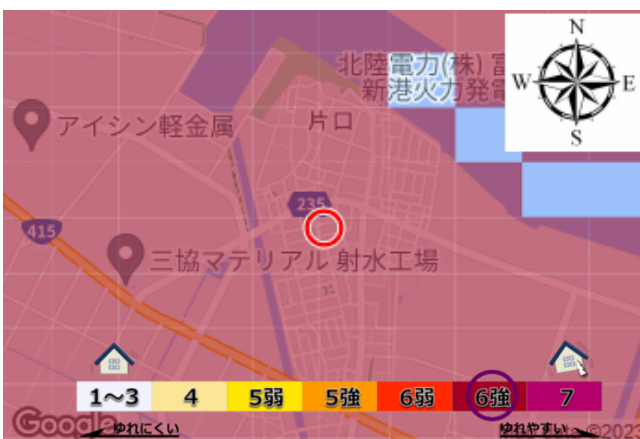 北陸電力(株) 富
新港火力発電
N
W E
S
アイシン軽金属
片口
235
415
三協マテリアル 射水工場
1～3 4 5弱 5強 6弱 6強 7
Google
ゆれにくい
ゆれやすい
©2023